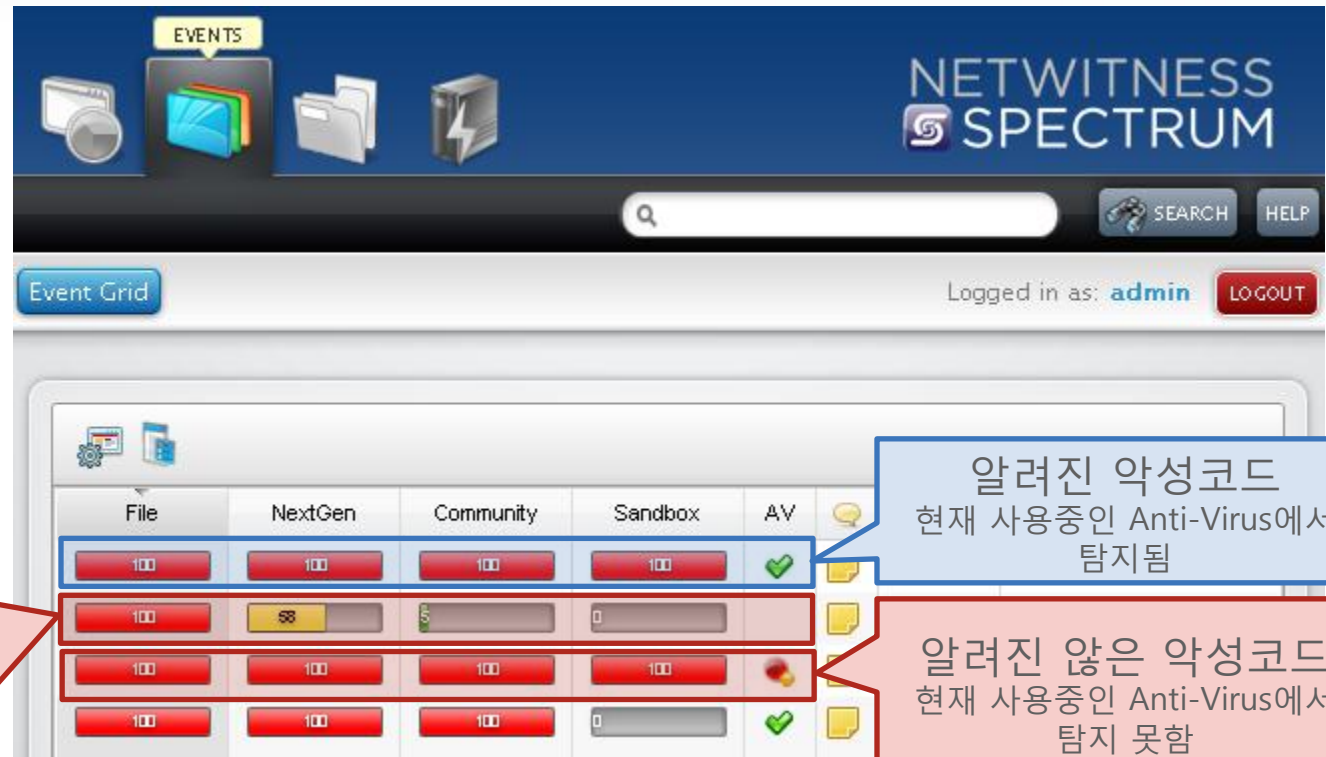 EVENTS
NETWITNESS
SPECTRUM
SEARCH
HELP
Event Grid
Logged in as: admin
LOGOUT
File NextGen Community Sandbox AV
100 100 100 100
100 58 5 0
100 100 100 100
100 100 100 0
알려진 악성코드
현재 사용중인 Anti-Virus에서
탐지됨
알려진 않은 악성코드
현재 사용중인 Anti-Virus에서
탐지 못함